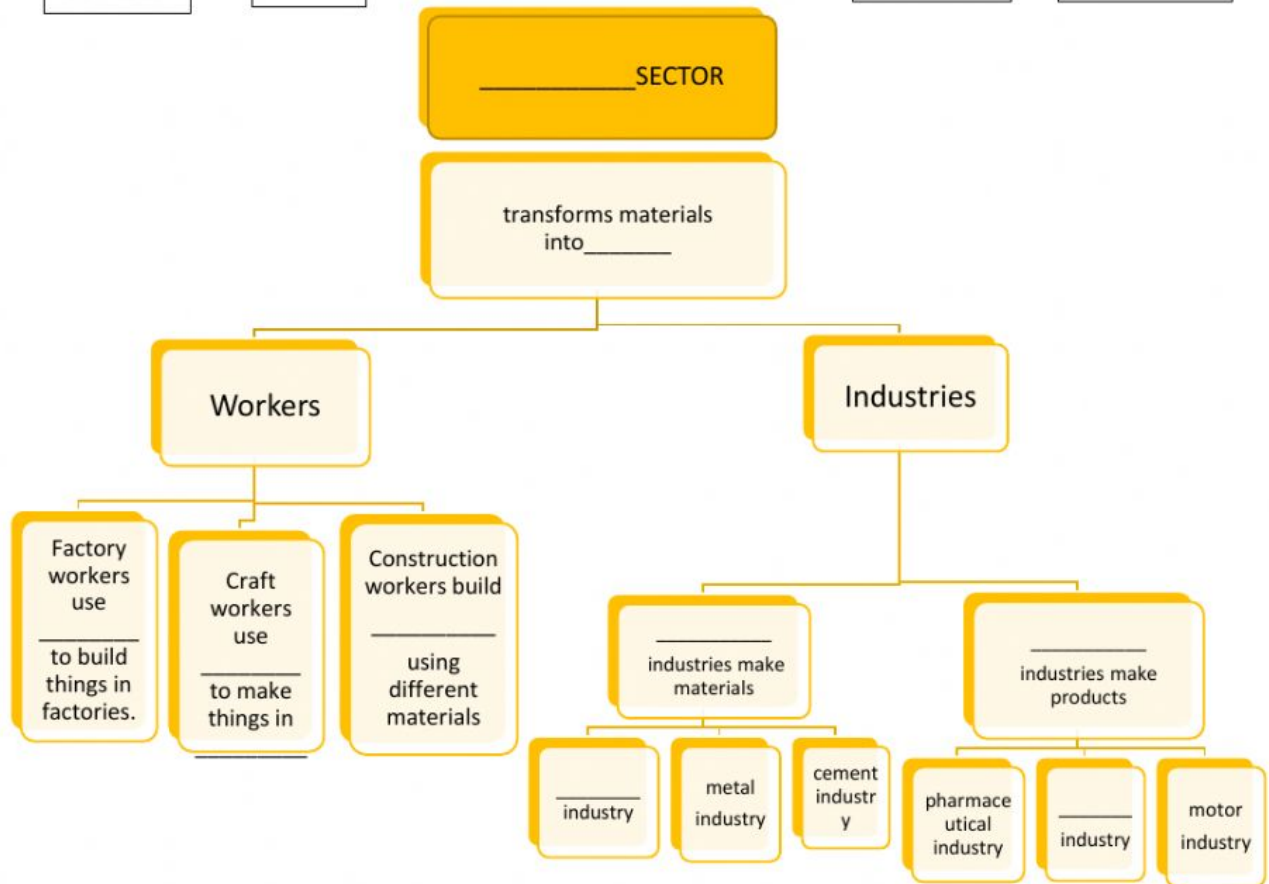 ___________SECTOR
transforms materials
into_______
Workers
Industries
Factory
workers
use
________
to build
things in
factories.
Craft
workers
use
________
to make
things in
_________
Construction
workers build
__________
using
different
materials
__________
industries make
materials
__________
industries make
products
_______
industry
metal
industry
cement
industr
y
pharmace
utical
industry
______
industry
motor
industry